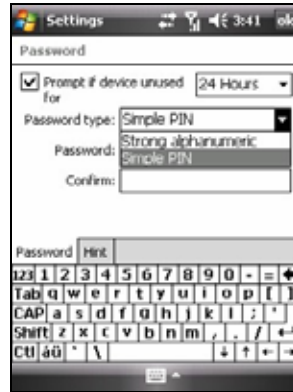 Settings 3:41 ok
Password
Prompt if device unused for 24 Hours
Password type: Simple PIN
Strong alphanumeric
Password: Simple PIN
Confirm:
Password Hint
123 1 2 3 4 5 6 7 8 9 0 - =
Tab q w e r t y u i o p [ ]
CAP a s d f g h j k l ; '
Shift z x c v b n m , . /
Ctl áü ` \